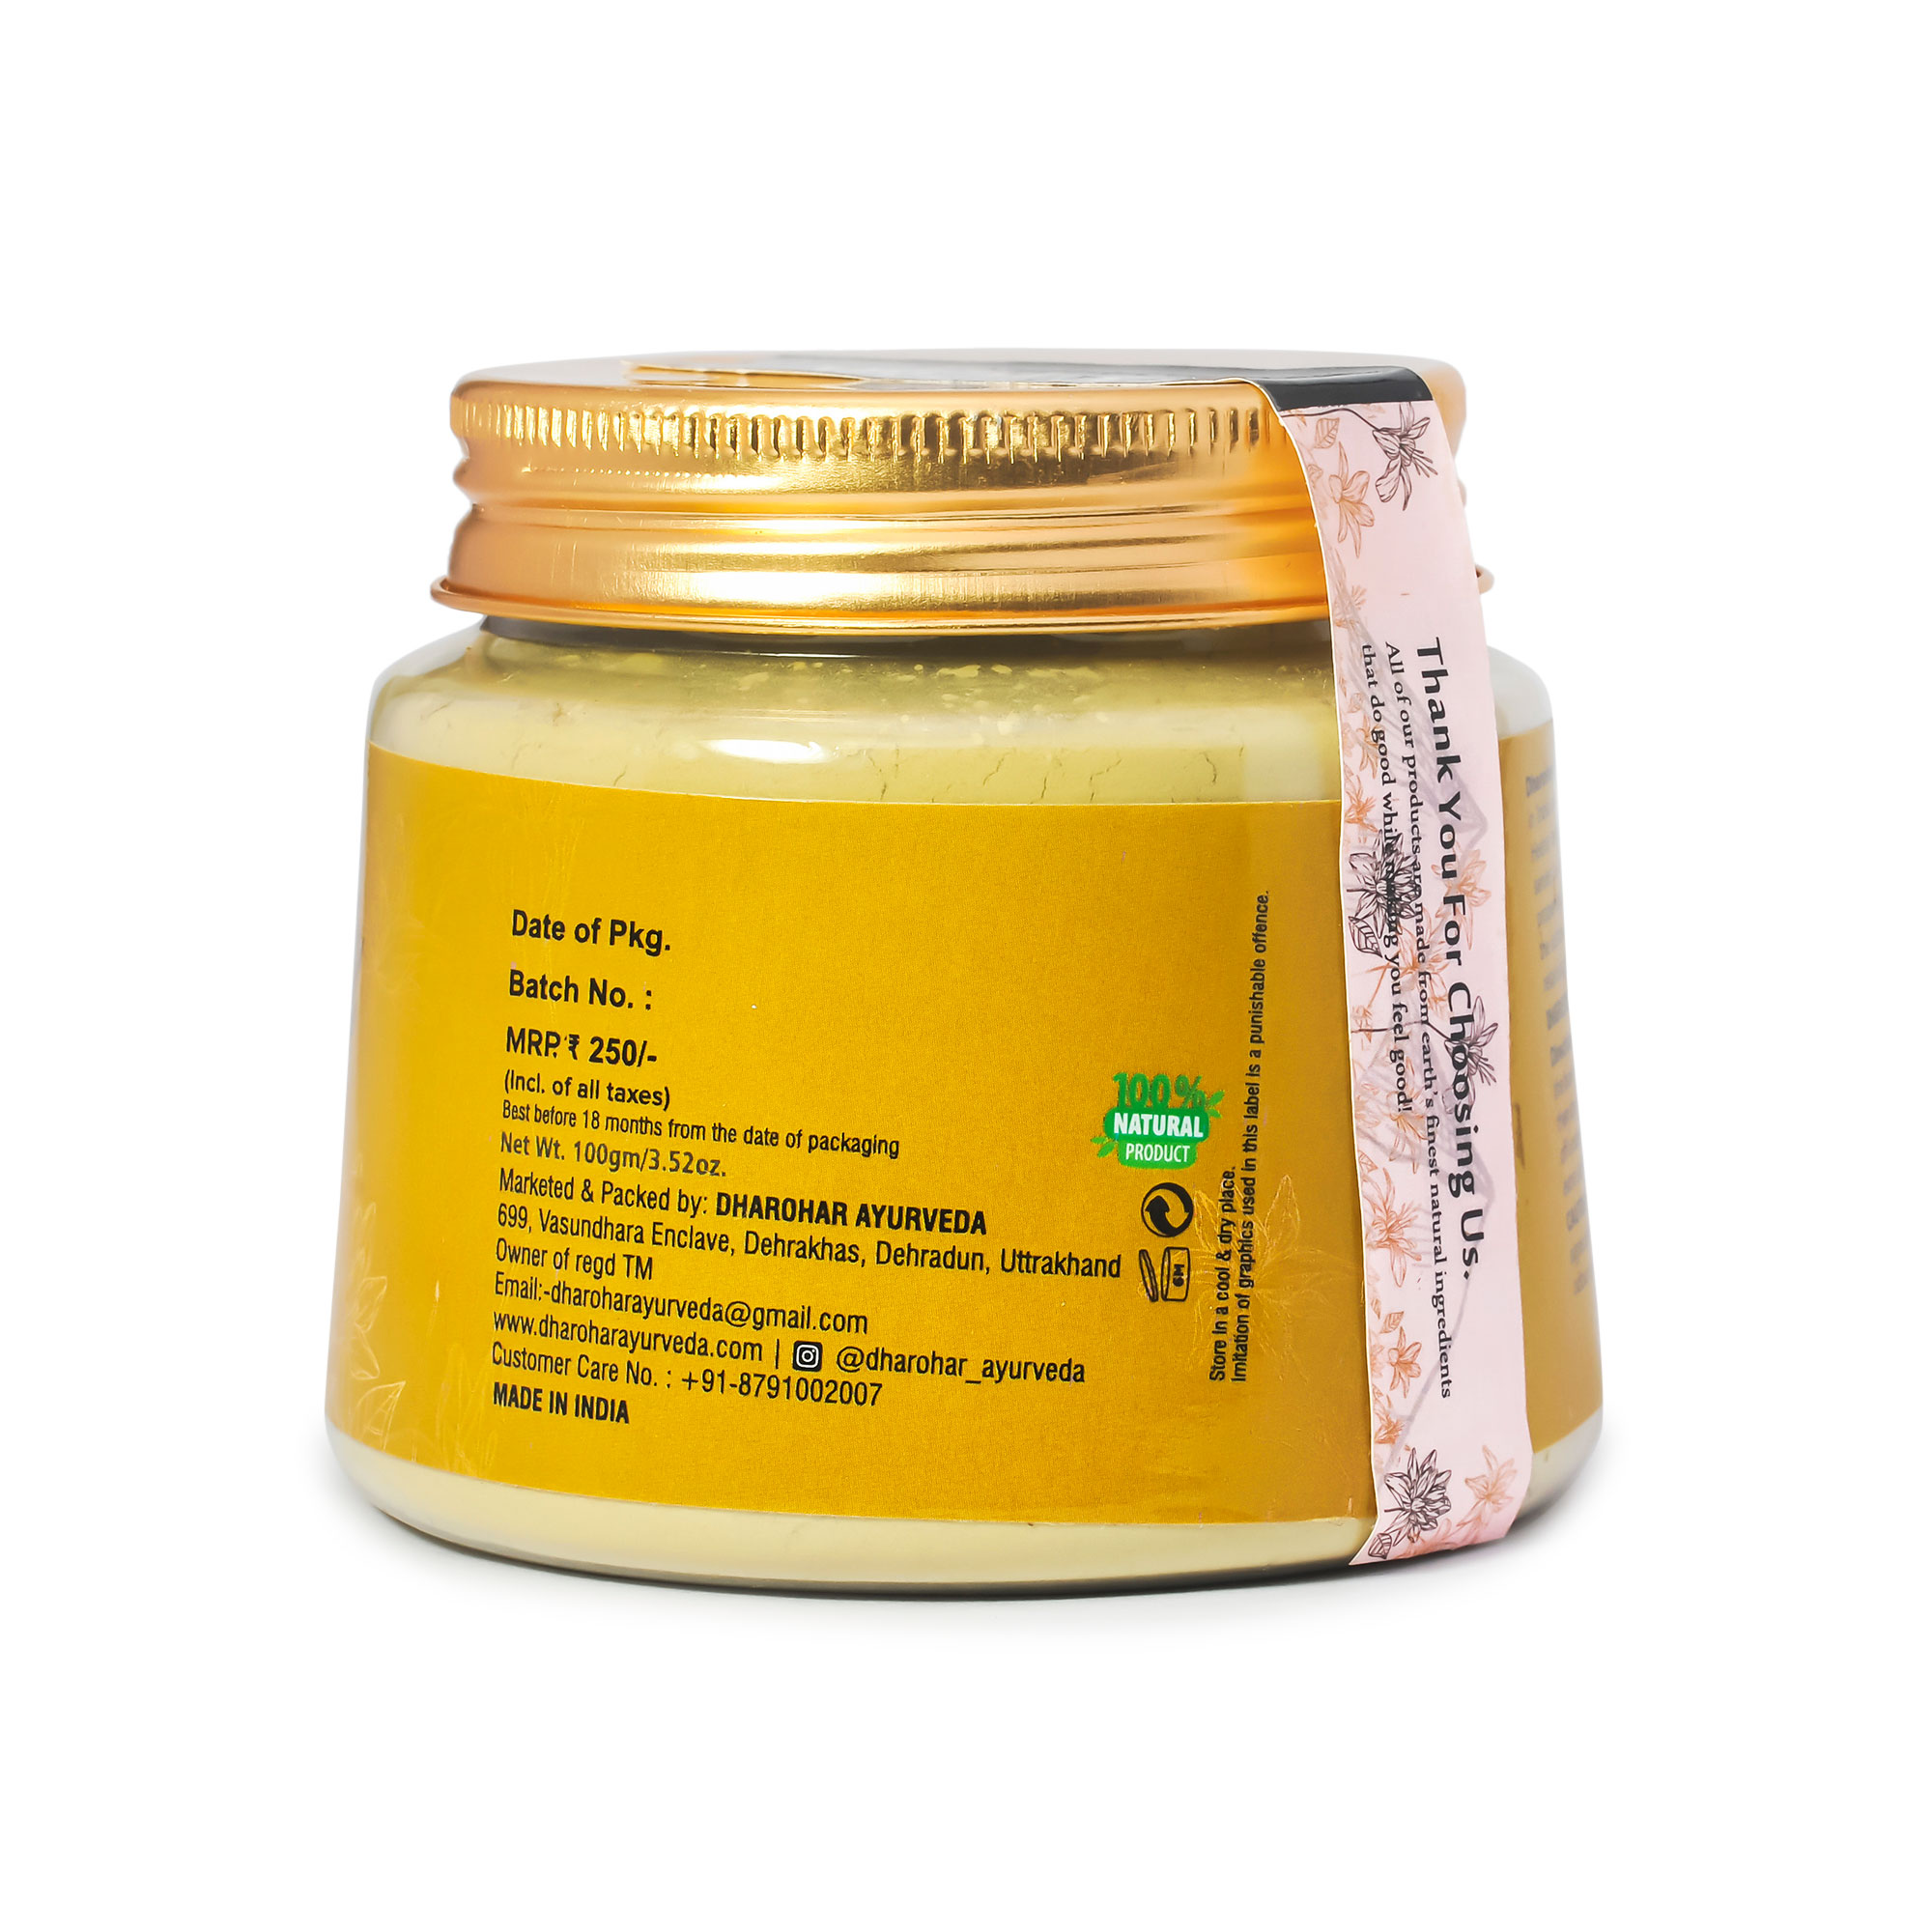 Date of Pkg.
Batch No. :
MRP. ₹ 250/-
(Incl. of all taxes)
Best before 18 months from the date of packaging
Net Wt. 100gm/3.52oz.
Marketed & Packed by: DHAROHAR AYURVEDA
699, Vasundhara Enclave, Dehrakhas, Dehradun, Uttrakhand
Owner of regd TM
Email:-dharoharayurveda@gmail.com
www.dharoharayurveda.com | @dharohar_ayurveda
Customer Care No. : +91-8791002007
MADE IN INDIA
100%
NATURAL
PRODUCT
6M
Store in a cool & dry place.
Imitation of graphics used in this label is a punishable offence.
Thank You For Choosing Us.
All of our products are made from earth's finest natural ingredients
that do good while making you feel good!